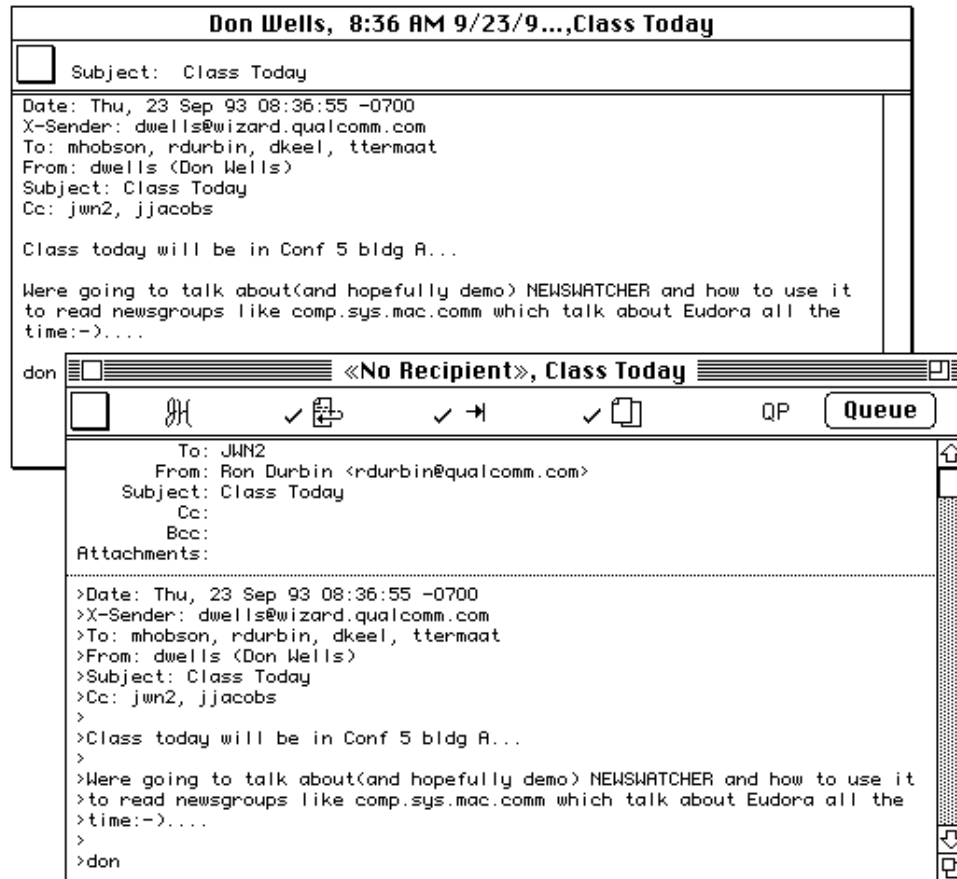 Don Wells, 8:36 AM 9/23/9...,Class Today
Subject: Class Today
Date: Thu, 23 Sep 93 08:36:55 -0700
X-Sender: dwells@wizard.qualcomm.com
To: mhobson, rdurbin, dkeel, ttermaat
From: dwells (Don Wells)
Subject: Class Today
Cc: jwn2, jjacobs
Class today will be in Conf 5 bldg A...
Were going to talk about(and hopefully demo) NEWSWATCHER and how to use it
to read newsgroups like comp.sys.mac.comm which talk about Eudora all the
time:-)....
don
«No Recipient», Class Today
QP Queue
To: JWN2
From: Ron Durbin <rdurbin@qualcomm.com>
Subject: Class Today
Cc:
Bcc:
Attachments:
>Date: Thu, 23 Sep 93 08:36:55 -0700
>X-Sender: dwells@wizard.qualcomm.com
>To: mhobson, rdurbin, dkeel, ttermaat
>From: dwells (Don Wells)
>Subject: Class Today
>Cc: jwn2, jjacobs
>
>Class today will be in Conf 5 bldg A...
>
>Were going to talk about(and hopefully demo) NEWSWATCHER and how to use it
>to read newsgroups like comp.sys.mac.comm which talk about Eudora all the
>time:-)....
>
>don